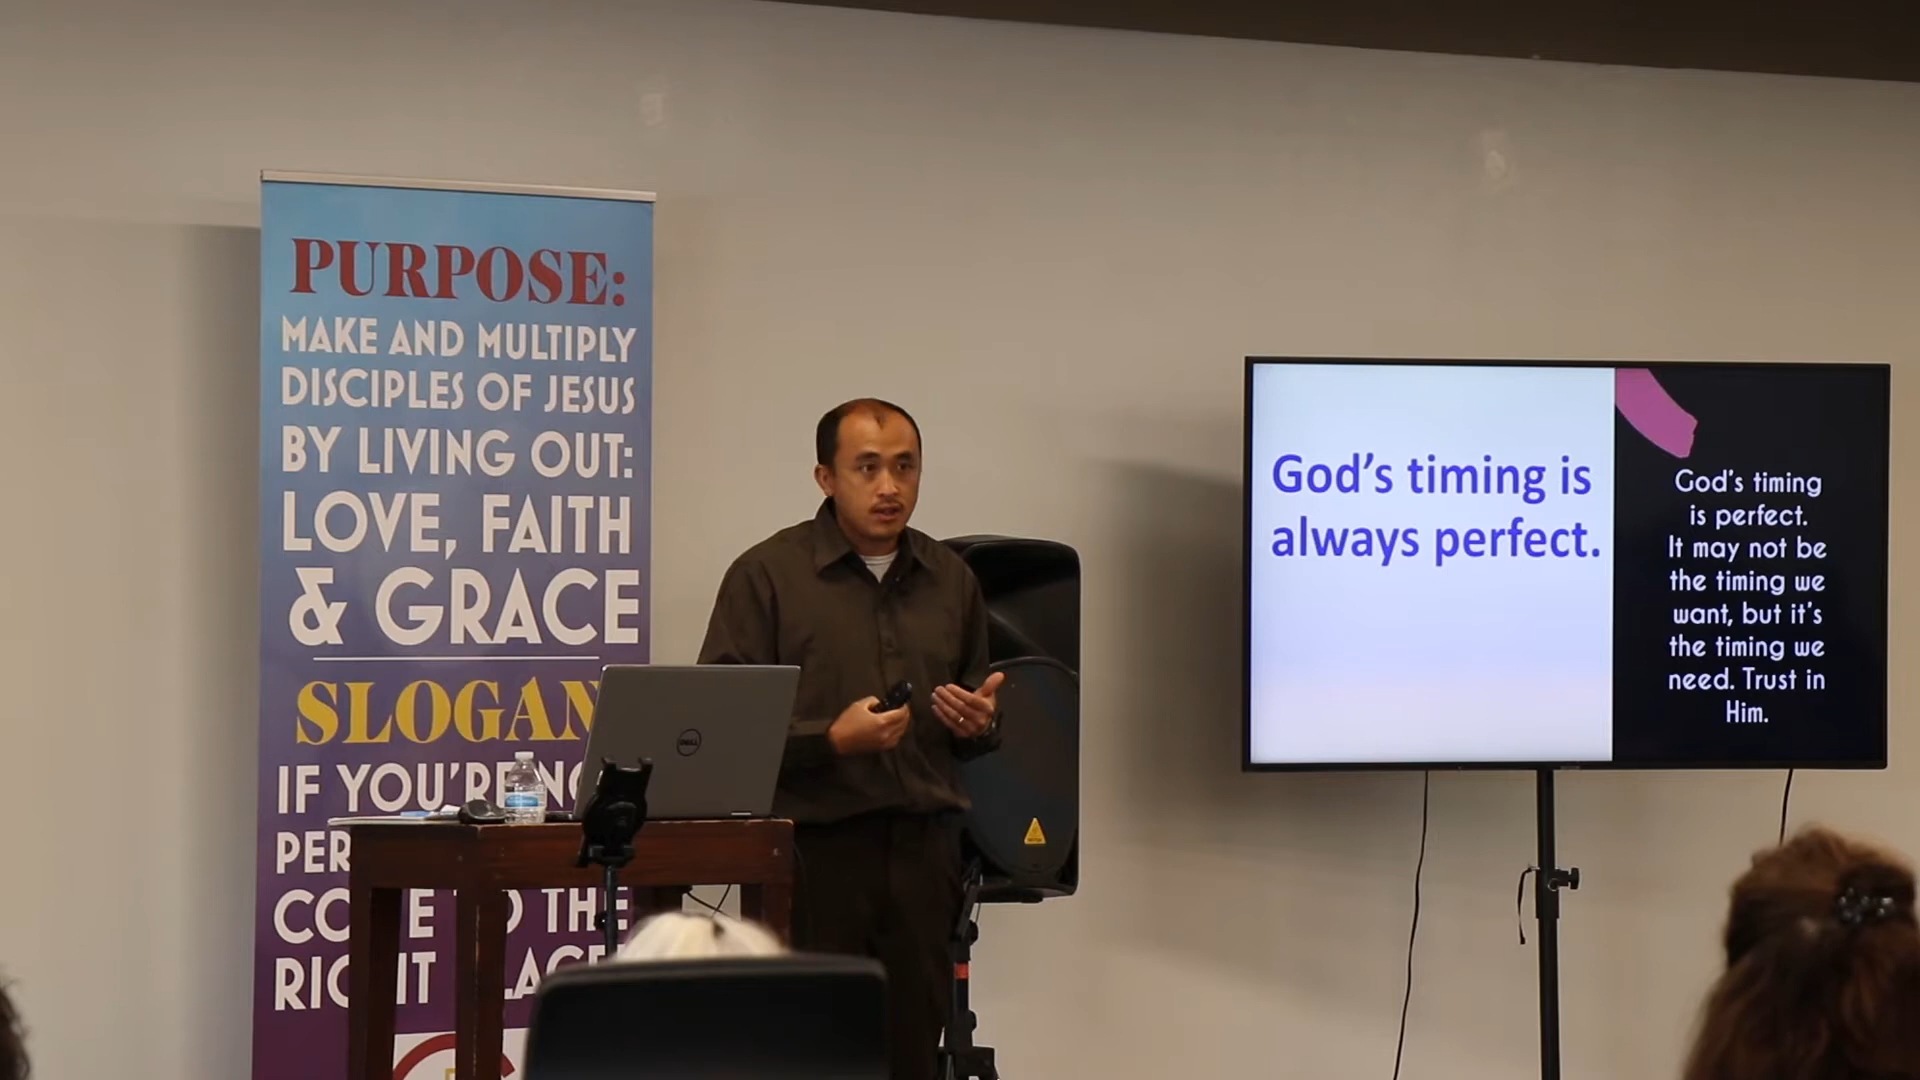 PURPOSE:
MAKE AND MULTIPLY
DISCIPLES OF JESUS
BY LIVING OUT:
LOVE, FAITH
& GRACE
SLOGAN
IF YOU'RE
THE
DELL
God's timing is
always perfect.
God's timing
is perfect.
It may not be
the timing we
want, but it's
the timing we
need. Trust in
Him.